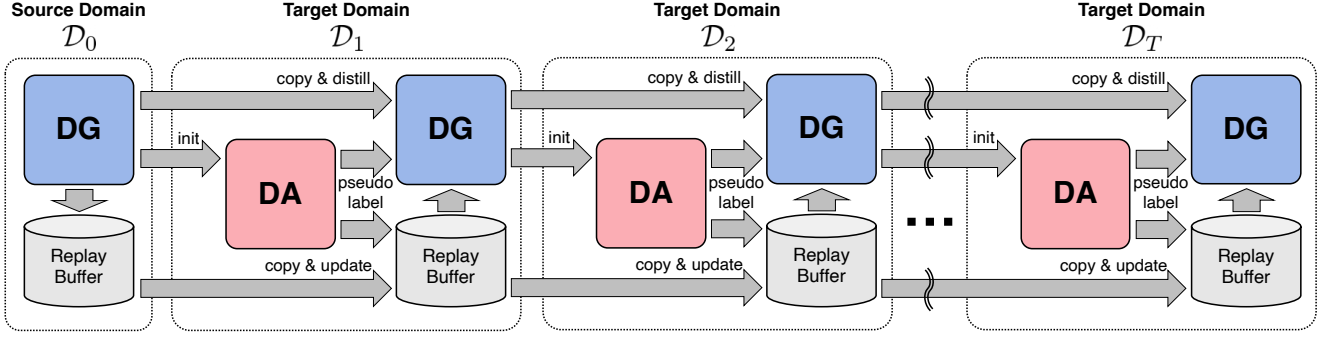 Source Domain
D₀
Target Domain
D₁
Target Domain
D₂
Target Domain
D_T
DG
init
Replay
Buffer
copy & distill
DA
pseudo
label
DG
copy & update
Replay
Buffer
copy & distill
init
DA
pseudo
label
DG
copy & update
Replay
Buffer
...
copy & distill
init
DA
pseudo
label
DG
copy & update
Replay
Buffer